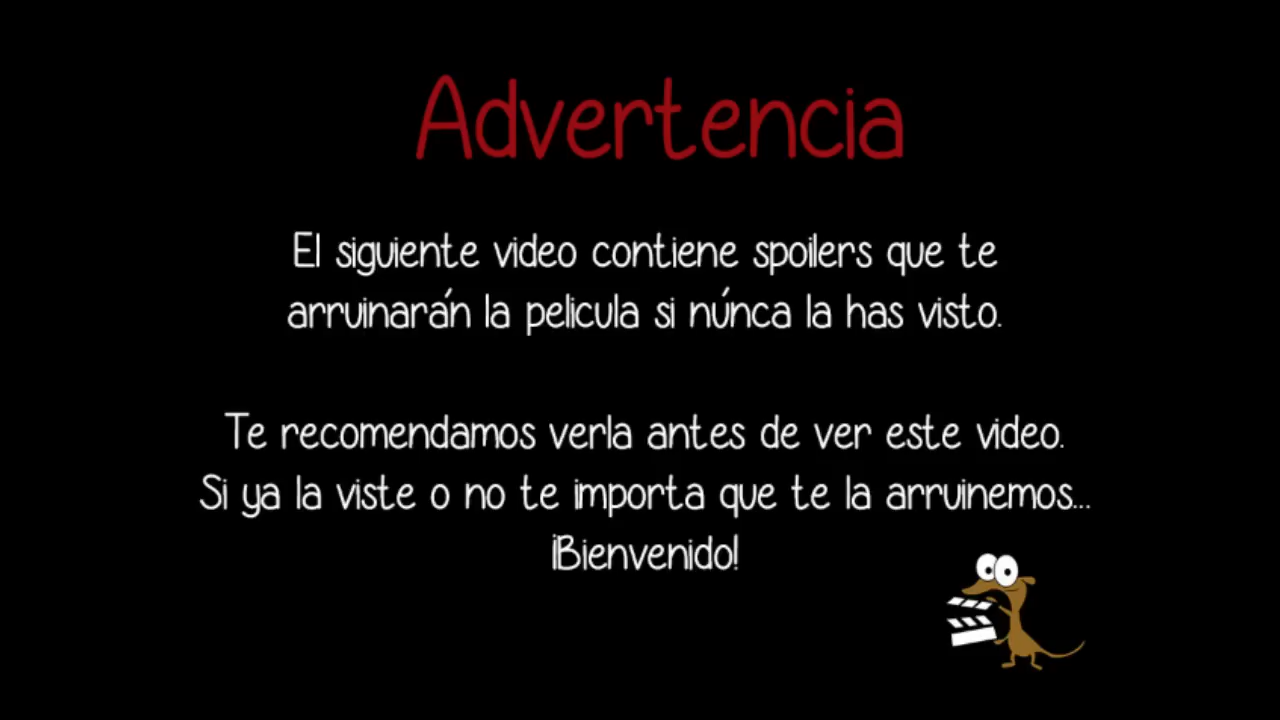 Advertencia
El siguiente video contiene spoilers que te
arruinarán la pelicula si núnca la has visto.
Te recomendamos verla antes de ver este video.
Si ya la viste o no te importa que te la arruinemos...
¡Bienvenido!